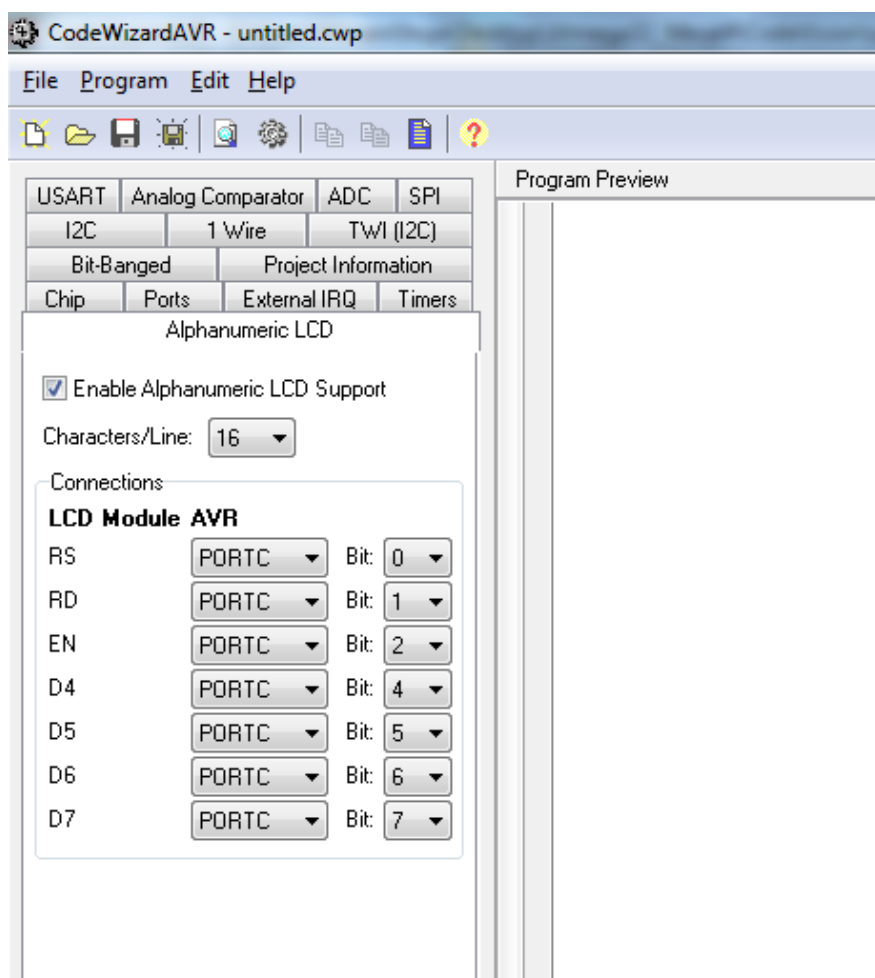 CodeWizardAVR - untitled.cwp
File Program Edit Help
USART Analog Comparator ADC SPI
I2C 1 Wire TWI (I2C)
Bit-Banged Project Information
Chip Ports External IRQ Timers
Alphanumeric LCD
Enable Alphanumeric LCD Support
Characters/Line: 16
Connections
LCD Module AVR
RS PORTC Bit: 0
RD PORTC Bit: 1
EN PORTC Bit: 2
D4 PORTC Bit: 4
D5 PORTC Bit: 5
D6 PORTC Bit: 6
D7 PORTC Bit: 7
Program Preview